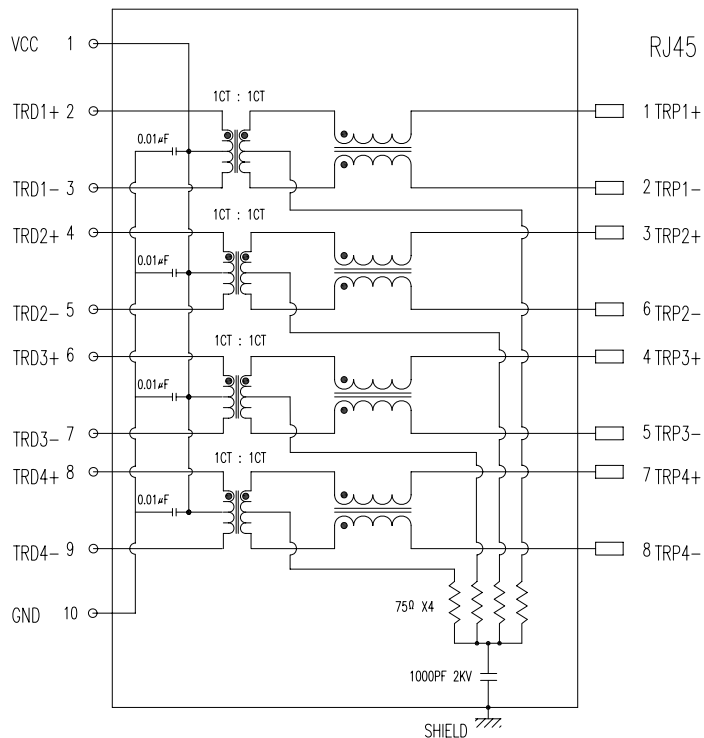 RJ45
VCC 1
1CT : 1CT
TRD1+ 2
1 TRP1+
0.01µF
TRD1- 3
2 TRP1-
1CT : 1CT
TRD2+ 4
3 TRP2+
0.01µF
TRD2- 5
6 TRP2-
1CT : 1CT
TRD3+ 6
4 TRP3+
0.01µF
TRD3- 7
5 TRP3-
1CT : 1CT
TRD4+ 8
7 TRP4+
0.01µF
TRD4- 9
8 TRP4-
75Ω X4
GND 10
1000PF 2KV
SHIELD